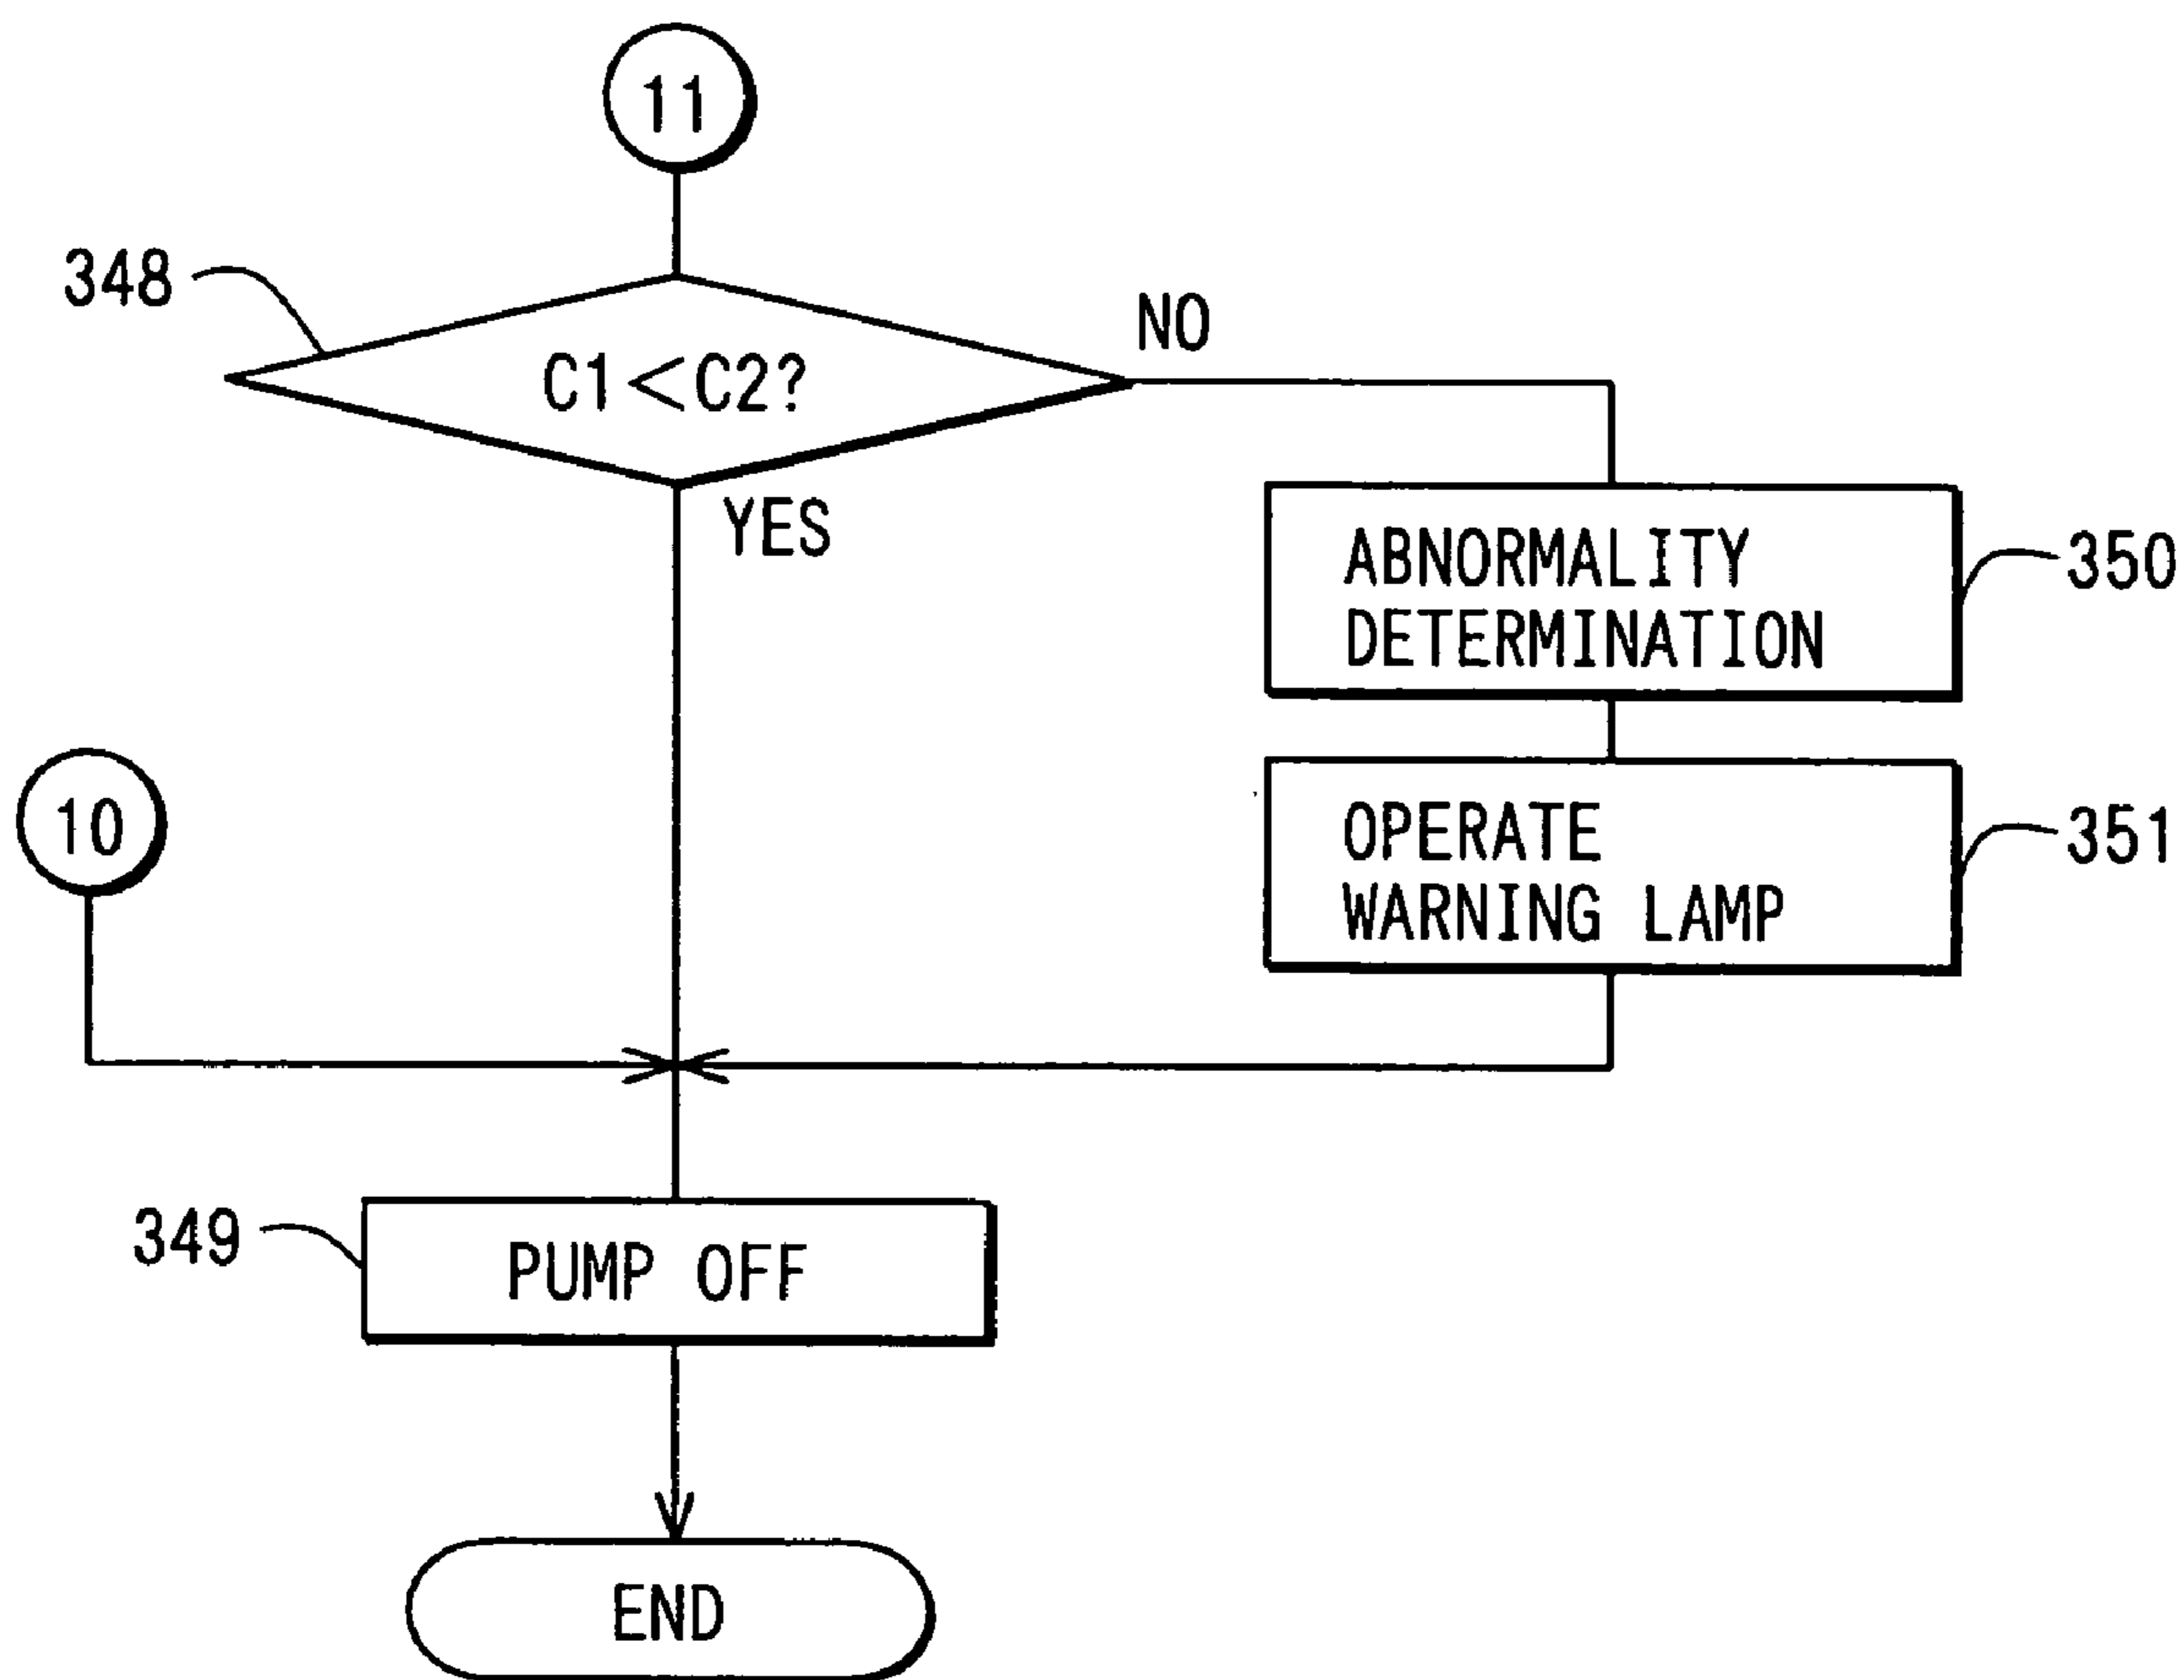 11
348
C1<C2?
NO
YES
ABNORMALITY
DETERMINATION
350
10
OPERATE
WARNING LAMP
351
349
PUMP OFF
END